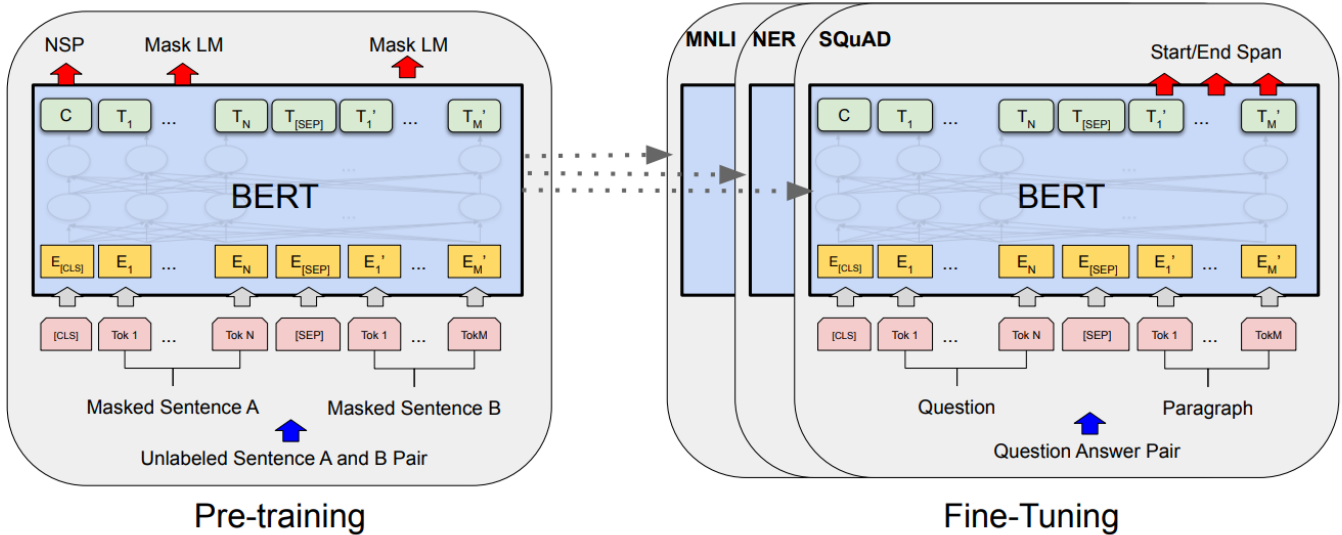 NSP Mask LM Mask LM
C T1 ... TN T[SEP] T1’ ... TM’
...
BERT
...
E[CLS] E1 ... EN E[SEP] E1’ ... EM’
[CLS] Tok 1 ... Tok N [SEP] Tok 1 ... TokM
Masked Sentence A Masked Sentence B
Unlabeled Sentence A and B Pair
Pre-training
MNLI NER SQuAD
Start/End Span
C T1 ... TN T[SEP] T1’ ... TM’
...
BERT
...
E[CLS] E1 ... EN E[SEP] E1’ ... EM’
[CLS] Tok 1 ... Tok N [SEP] Tok 1 ... TokM
Question Paragraph
Question Answer Pair
Fine-Tuning